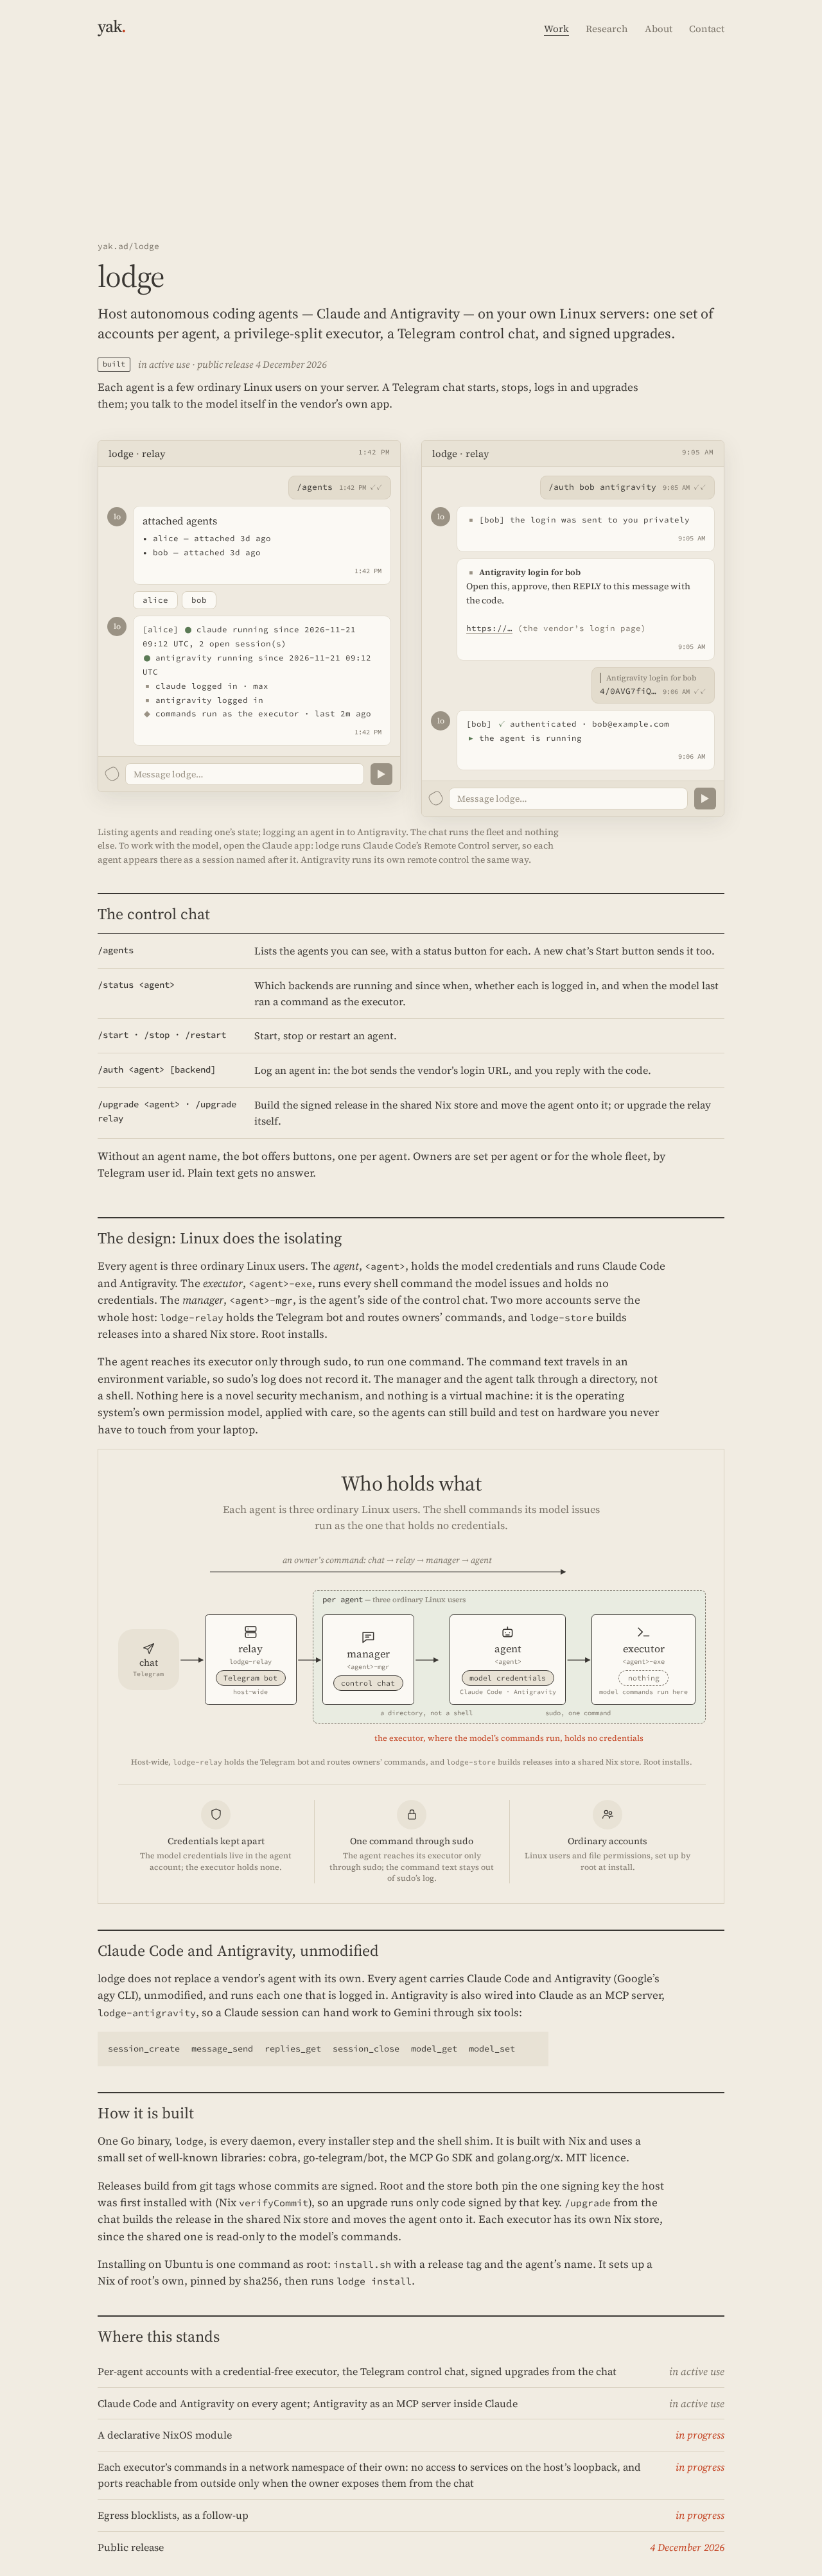 yak.
Work Research About Contact
yak.ad/lodge
lodge
Host autonomous coding agents — Claude and Antigravity — on your own Linux servers: one set of
accounts per agent, a privilege-split executor, a Telegram control chat, and signed upgrades.
built in active use · public release 4 December 2026
Each agent is a few ordinary Linux users on your server. A Telegram chat starts, stops, logs in and upgrades
them; you talk to the model itself in the vendor’s own app.
lodge · relay 1:42 PM
/agents 1:42 PM ✓✓
lo
attached agents
• alice — attached 3d ago
• bob — attached 3d ago
1:42 PM
alice bob
lo
[alice] ● claude running since 2026-11-21
09:12 UTC, 2 open session(s)
● antigravity running since 2026-11-21 09:12
UTC
▪ claude logged in · max
▪ antigravity logged in
◆ commands run as the executor · last 2m ago
1:42 PM
Message lodge…
lodge · relay 9:05 AM
/auth bob antigravity 9:05 AM ✓✓
lo
▪ [bob] the login was sent to you privately
9:05 AM
▪ Antigravity login for bob
Open this, approve, then REPLY to this message with
the code.
https://… (the vendor’s login page)
9:05 AM
Antigravity login for bob
4/0AVG7fiQ… 9:06 AM ✓✓
lo
[bob] ✓ authenticated · bob@example.com
▸ the agent is running
9:06 AM
Message lodge…
Listing agents and reading one’s state; logging an agent in to Antigravity. The chat runs the fleet and nothing
else. To work with the model, open the Claude app: lodge runs Claude Code’s Remote Control server, so each
agent appears there as a session named after it. Antigravity runs its own remote control the same way.
The control chat
/agents Lists the agents you can see, with a status button for each. A new chat’s Start button sends it too.
/status <agent> Which backends are running and since when, whether each is logged in, and when the model last
ran a command as the executor.
/start · /stop · /restart Start, stop or restart an agent.
/auth <agent> [backend] Log an agent in: the bot sends the vendor’s login URL, and you reply with the code.
/upgrade <agent> · /upgrade
relay
Build the signed release in the shared Nix store and move the agent onto it; or upgrade the relay
itself.
Without an agent name, the bot offers buttons, one per agent. Owners are set per agent or for the whole fleet, by
Telegram user id. Plain text gets no answer.
The design: Linux does the isolating
Every agent is three ordinary Linux users. The agent, <agent>, holds the model credentials and runs Claude Code
and Antigravity. The executor, <agent>-exe, runs every shell command the model issues and holds no
credentials. The manager, <agent>-mgr, is the agent’s side of the control chat. Two more accounts serve the
whole host: lodge-relay holds the Telegram bot and routes owners’ commands, and lodge-store builds
releases into a shared Nix store. Root installs.
The agent reaches its executor only through sudo, to run one command. The command text travels in an
environment variable, so sudo’s log does not record it. The manager and the agent talk through a directory, not
a shell. Nothing here is a novel security mechanism, and nothing is a virtual machine: it is the operating
system’s own permission model, applied with care, so the agents can still build and test on hardware you never
have to touch from your laptop.
Who holds what
Each agent is three ordinary Linux users. The shell commands its model issues
run as the one that holds no credentials.
an owner’s command: chat → relay → manager → agent
per agent — three ordinary Linux users
chat
Telegram
relay
lodge-relay
Telegram bot
host-wide
manager
<agent>-mgr
control chat
agent
<agent>
model credentials
Claude Code · Antigravity
executor
<agent>-exe
nothing
model commands run here
a directory, not a shell sudo, one command
the executor, where the model’s commands run, holds no credentials
Host-wide, lodge-relay holds the Telegram bot and routes owners’ commands, and lodge-store builds releases into a shared Nix store. Root installs.
Credentials kept apart
The model credentials live in the agent
account; the executor holds none.
One command through sudo
The agent reaches its executor only
through sudo; the command text stays out
of sudo’s log.
Ordinary accounts
Linux users and file permissions, set up by
root at install.
Claude Code and Antigravity, unmodified
lodge does not replace a vendor’s agent with its own. Every agent carries Claude Code and Antigravity (Google’s
agy CLI), unmodified, and runs each one that is logged in. Antigravity is also wired into Claude as an MCP server,
lodge-antigravity, so a Claude session can hand work to Gemini through six tools:
session_create message_send replies_get session_close model_get model_set
How it is built
One Go binary, lodge, is every daemon, every installer step and the shell shim. It is built with Nix and uses a
small set of well-known libraries: cobra, go-telegram/bot, the MCP Go SDK and golang.org/x. MIT licence.
Releases build from git tags whose commits are signed. Root and the store both pin the one signing key the host
was first installed with (Nix verifyCommit), so an upgrade runs only code signed by that key. /upgrade from the
chat builds the release in the shared Nix store and moves the agent onto it. Each executor has its own Nix store,
since the shared one is read-only to the model’s commands.
Installing on Ubuntu is one command as root: install.sh with a release tag and the agent’s name. It sets up a
Nix of root’s own, pinned by sha256, then runs lodge install.
Where this stands
Per-agent accounts with a credential-free executor, the Telegram control chat, signed upgrades from the chat in active use
Claude Code and Antigravity on every agent; Antigravity as an MCP server inside Claude in active use
A declarative NixOS module in progress
Each executor’s commands in a network namespace of their own: no access to services on the host’s loopback, and in progress
ports reachable from outside only when the owner exposes them from the chat
Egress blocklists, as a follow-up in progress
Public release 4 December 2026